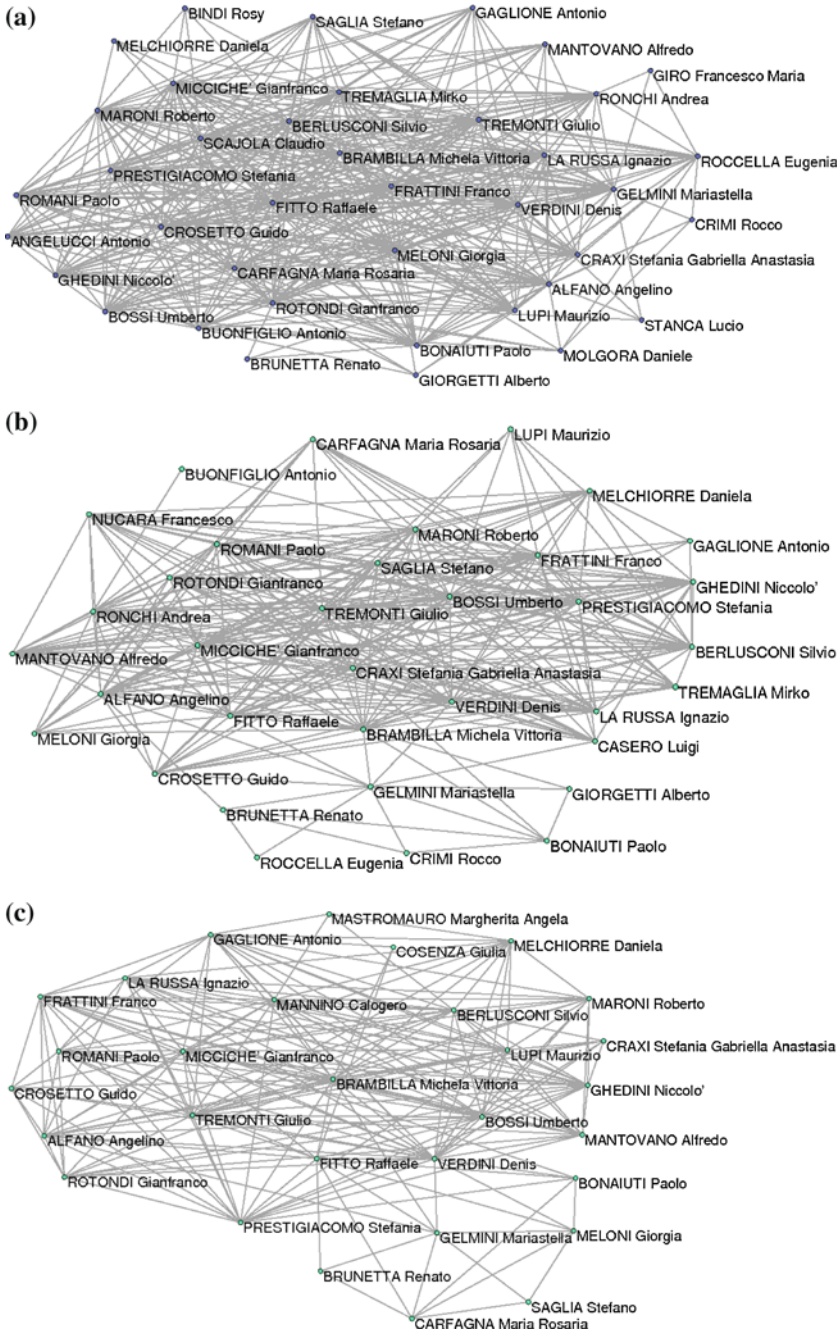 (a)
BINDI Rosy
SAGLIA Stefano
GAGLIONE Antonio
MELCHIORRE Daniela
MANTOVANO Alfredo
GIRO Francesco Maria
MICCICHE' Gianfranco
TREMAGLIA Mirko
RONCHI Andrea
MARONI Roberto
BERLUSCONI Silvio
TREMONTI Giulio
SCAJOLA Claudio
BRAMBILLA Michela Vittoria
LA RUSSA Ignazio
ROCCELLA Eugenia
PRESTIGIACOMO Stefania
FRATTINI Franco
GELMINI Mariastella
ROMANI Paolo
FITTO Raffaele
VERDINI Denis
CRIMI Rocco
CROSETTO Guido
ANGELUCCI Antonio
MELONI Giorgia
CRAXI Stefania Gabriella Anastasia
GHEDINI Niccolo'
CARFAGNA Maria Rosaria
ALFANO Angelino
BOSSI Umberto
ROTONDI Gianfranco
LUPI Maurizio
STANCA Lucio
BUONFIGLIO Antonio
BONAIUTI Paolo
MOLGORA Daniele
BRUNETTA Renato
GIORGETTI Alberto
(b)
LUPI Maurizio
CARFAGNA Maria Rosaria
BUONFIGLIO Antonio
MELCHIORRE Daniela
NUCARA Francesco
MARONI Roberto
GAGLIONE Antonio
ROMANI Paolo
FRATTINI Franco
SAGLIA Stefano
ROTONDI Gianfranco
GHEDINI Niccolo'
BOSSI Umberto
PRESTIGIACOMO Stefania
RONCHI Andrea
TREMONTI Giulio
MICCICHE' Gianfranco
BERLUSCONI Silvio
MANTOVANO Alfredo
CRAXI Stefania Gabriella Anastasia
TREMAGLIA Mirko
ALFANO Angelino
VERDINI Denis
LA RUSSA Ignazio
FITTO Raffaele
MELONI Giorgia
BRAMBILLA Michela Vittoria
CASERO Luigi
CROSETTO Guido
GELMINI Mariastella
GIORGETTI Alberto
BRUNETTA Renato
BONAIUTI Paolo
ROCCELLA Eugenia
CRIMI Rocco
(c)
MASTROMAURO Margherita Angela
GAGLIONE Antonio
COSENZA Giulia
MELCHIORRE Daniela
LA RUSSA Ignazio
FRATTINI Franco
MANNINO Calogero
MARONI Roberto
BERLUSCONI Silvio
CRAXI Stefania Gabriella Anastasia
ROMANI Paolo
MICCICHE' Gianfranco
LUPI Maurizio
BRAMBILLA Michela Vittoria
GHEDINI Niccolo'
CROSETTO Guido
TREMONTI Giulio
BOSSI Umberto
ALFANO Angelino
MANTOVANO Alfredo
FITTO Raffaele
VERDINI Denis
ROTONDI Gianfranco
BONAIUTI Paolo
PRESTIGIACOMO Stefania
GELMINI Mariastella
MELONI Giorgia
BRUNETTA Renato
SAGLIA Stefano
CARFAGNA Maria Rosaria